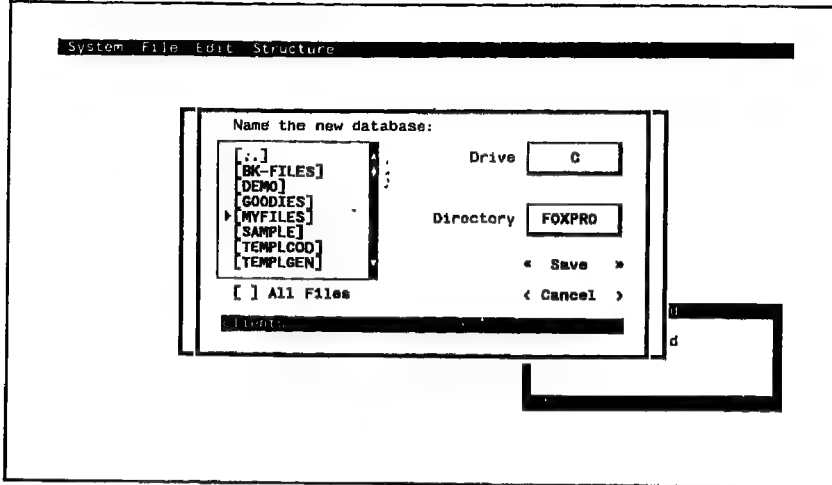 System File Edit Structure
Name the new database:
[..]
[BK-FILES]
[DEMO]
[GOODIES]
[MYFILES]
[SAMPLE]
[TEMPLCOD]
[TEMPLGEN]
Drive C
Directory FOXPRO
« Save »
< Cancel >
[ ] All Files
Clients
d
d